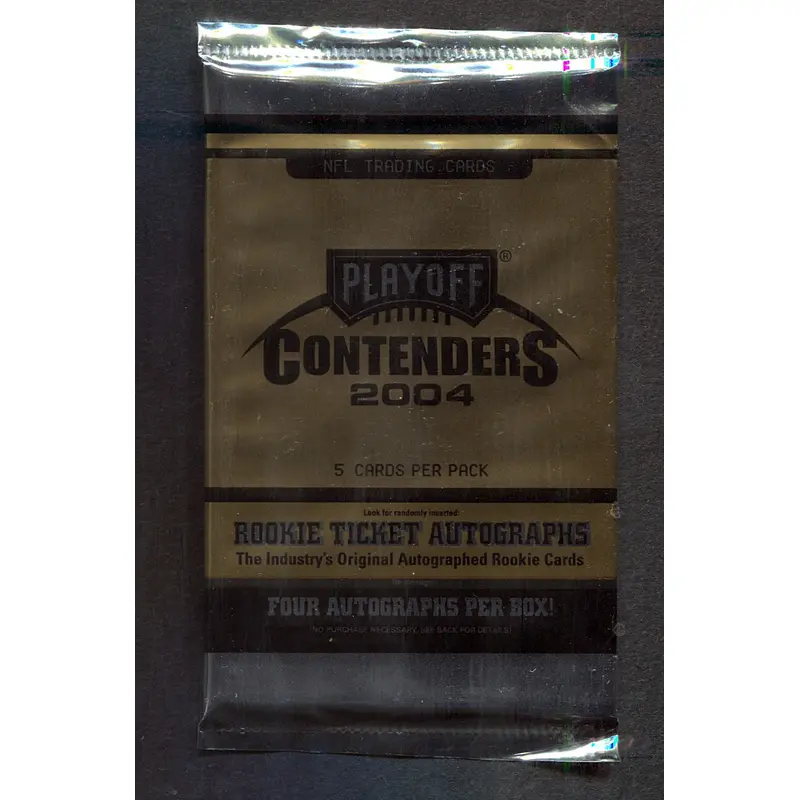 NFL TRADING CARDS
PLAYOFF®
CONTENDERS
2004
5 CARDS PER PACK
Look for randomly inserted
ROOKIE TICKET AUTOGRAPHS
The Industry's Original Autographed Rookie Cards
FOUR AUTOGRAPHS PER BOX!
NO PURCHASE NECESSARY, SEE BACK FOR DETAILS!